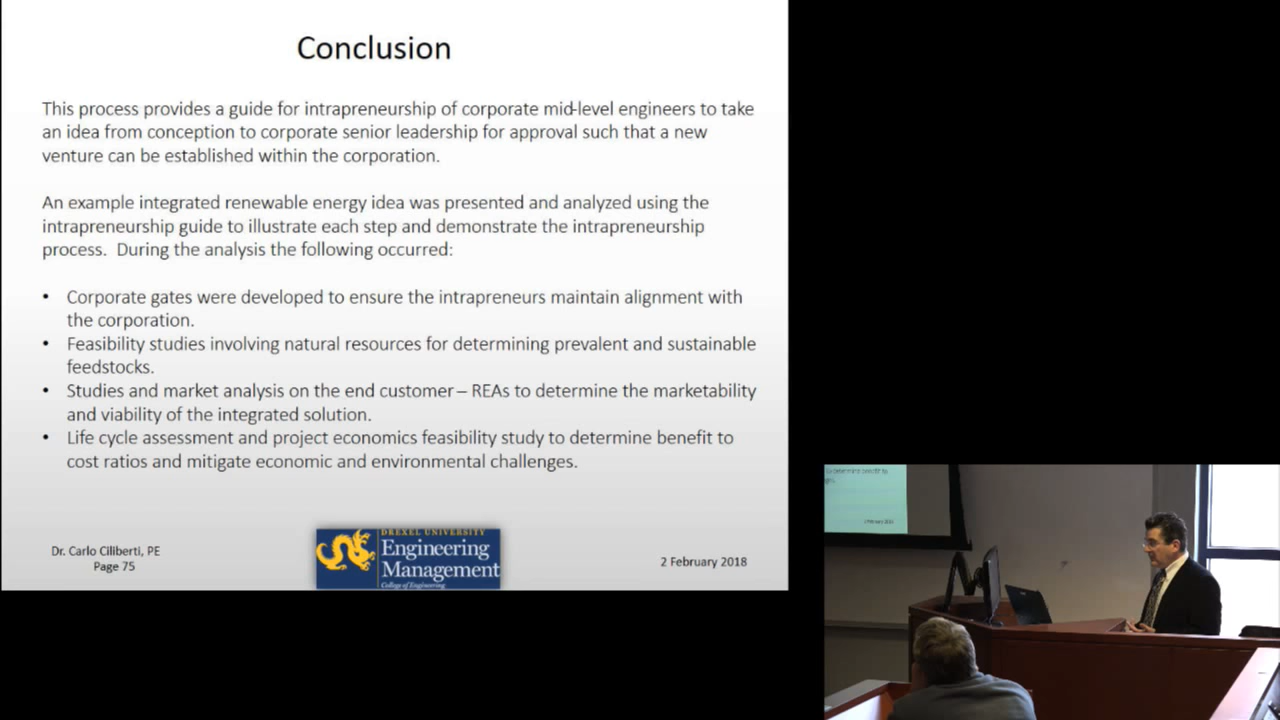 Conclusion
This process provides a guide for intrapreneurship of corporate mid-level engineers to take
an idea from conception to corporate senior leadership for approval such that a new
venture can be established within the corporation.
An example integrated renewable energy idea was presented and analyzed using the
intrapreneurship guide to illustrate each step and demonstrate the intrapreneurship
process. During the analysis the following occurred:
• Corporate gates were developed to ensure the intrapreneurs maintain alignment with
the corporation.
• Feasibility studies involving natural resources for determining prevalent and sustainable
feedstocks.
• Studies and market analysis on the end customer – REAs to determine the marketability
and viability of the integrated solution.
• Life cycle assessment and project economics feasibility study to determine benefit to
cost ratios and mitigate economic and environmental challenges.
Dr. Carlo Ciliberti, PE
Page 75
DREXEL UNIVERSITY
Engineering
Management
College of Engineering
2 February 2018
to determine benefit to
2 February 2018